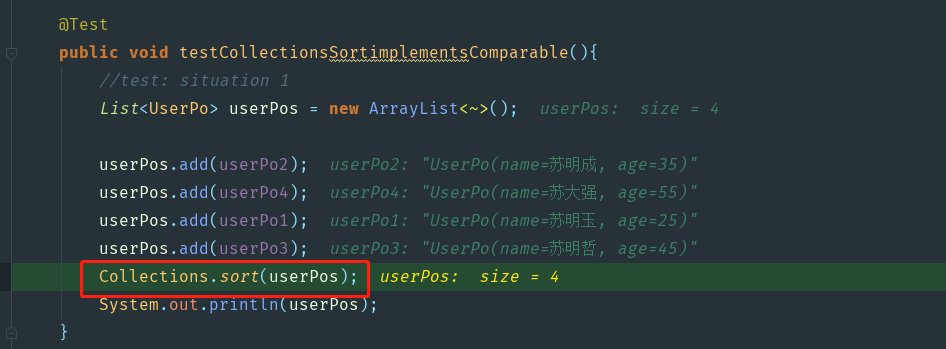 @Test
public void testCollectionsSortimplementsComparable(){
//test: situation 1
List<UserPo> userPos = new ArrayList<~>(); userPos: size = 4
userPos.add(userPo2); userPo2: "UserPo(name=苏明成, age=35)"
userPos.add(userPo4); userPo4: "UserPo(name=苏大强, age=55)"
userPos.add(userPo1); userPo1: "UserPo(name=苏明玉, age=25)"
userPos.add(userPo3); userPo3: "UserPo(name=苏明哲, age=45)"
Collections.sort(userPos); userPos: size = 4
System.out.println(userPos);
}